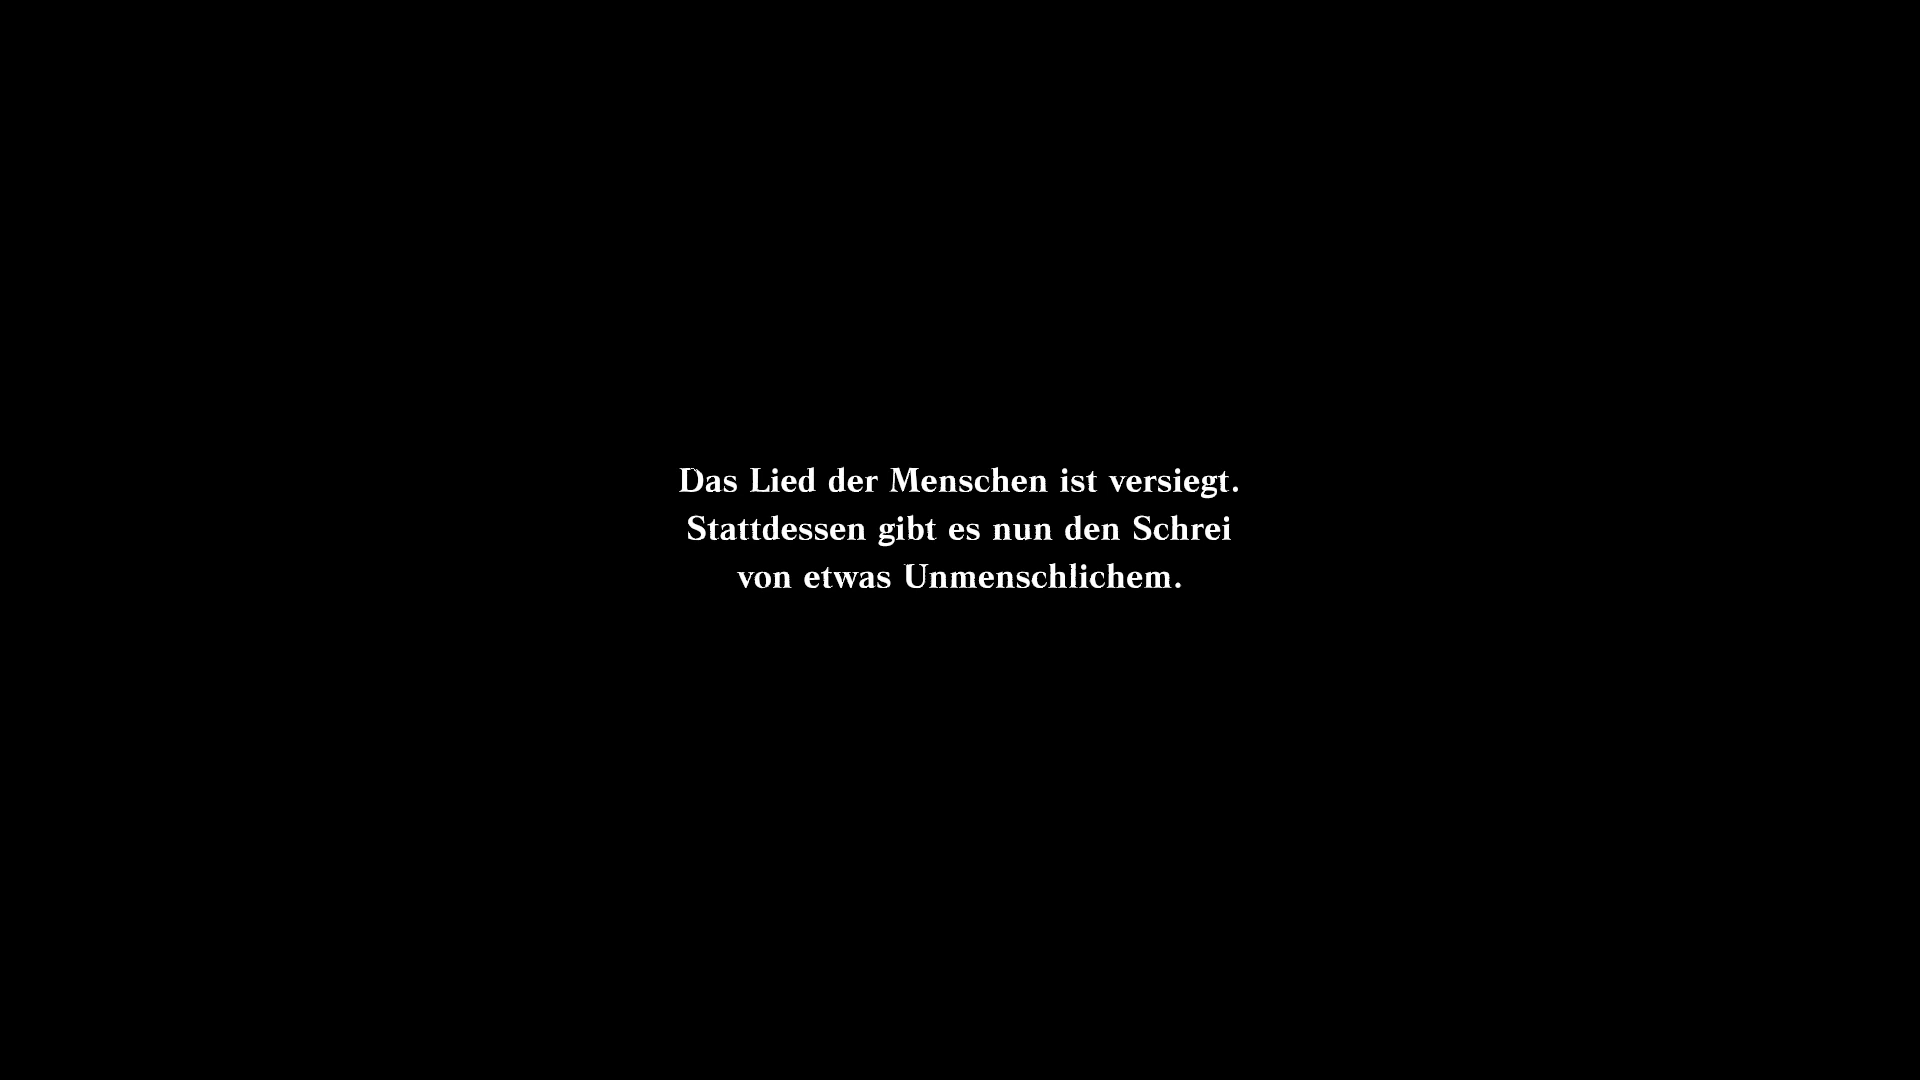 Das Lied der Menschen ist versiegt.
Stattdessen gibt es nun den Schrei
von etwas Unmenschlichem.